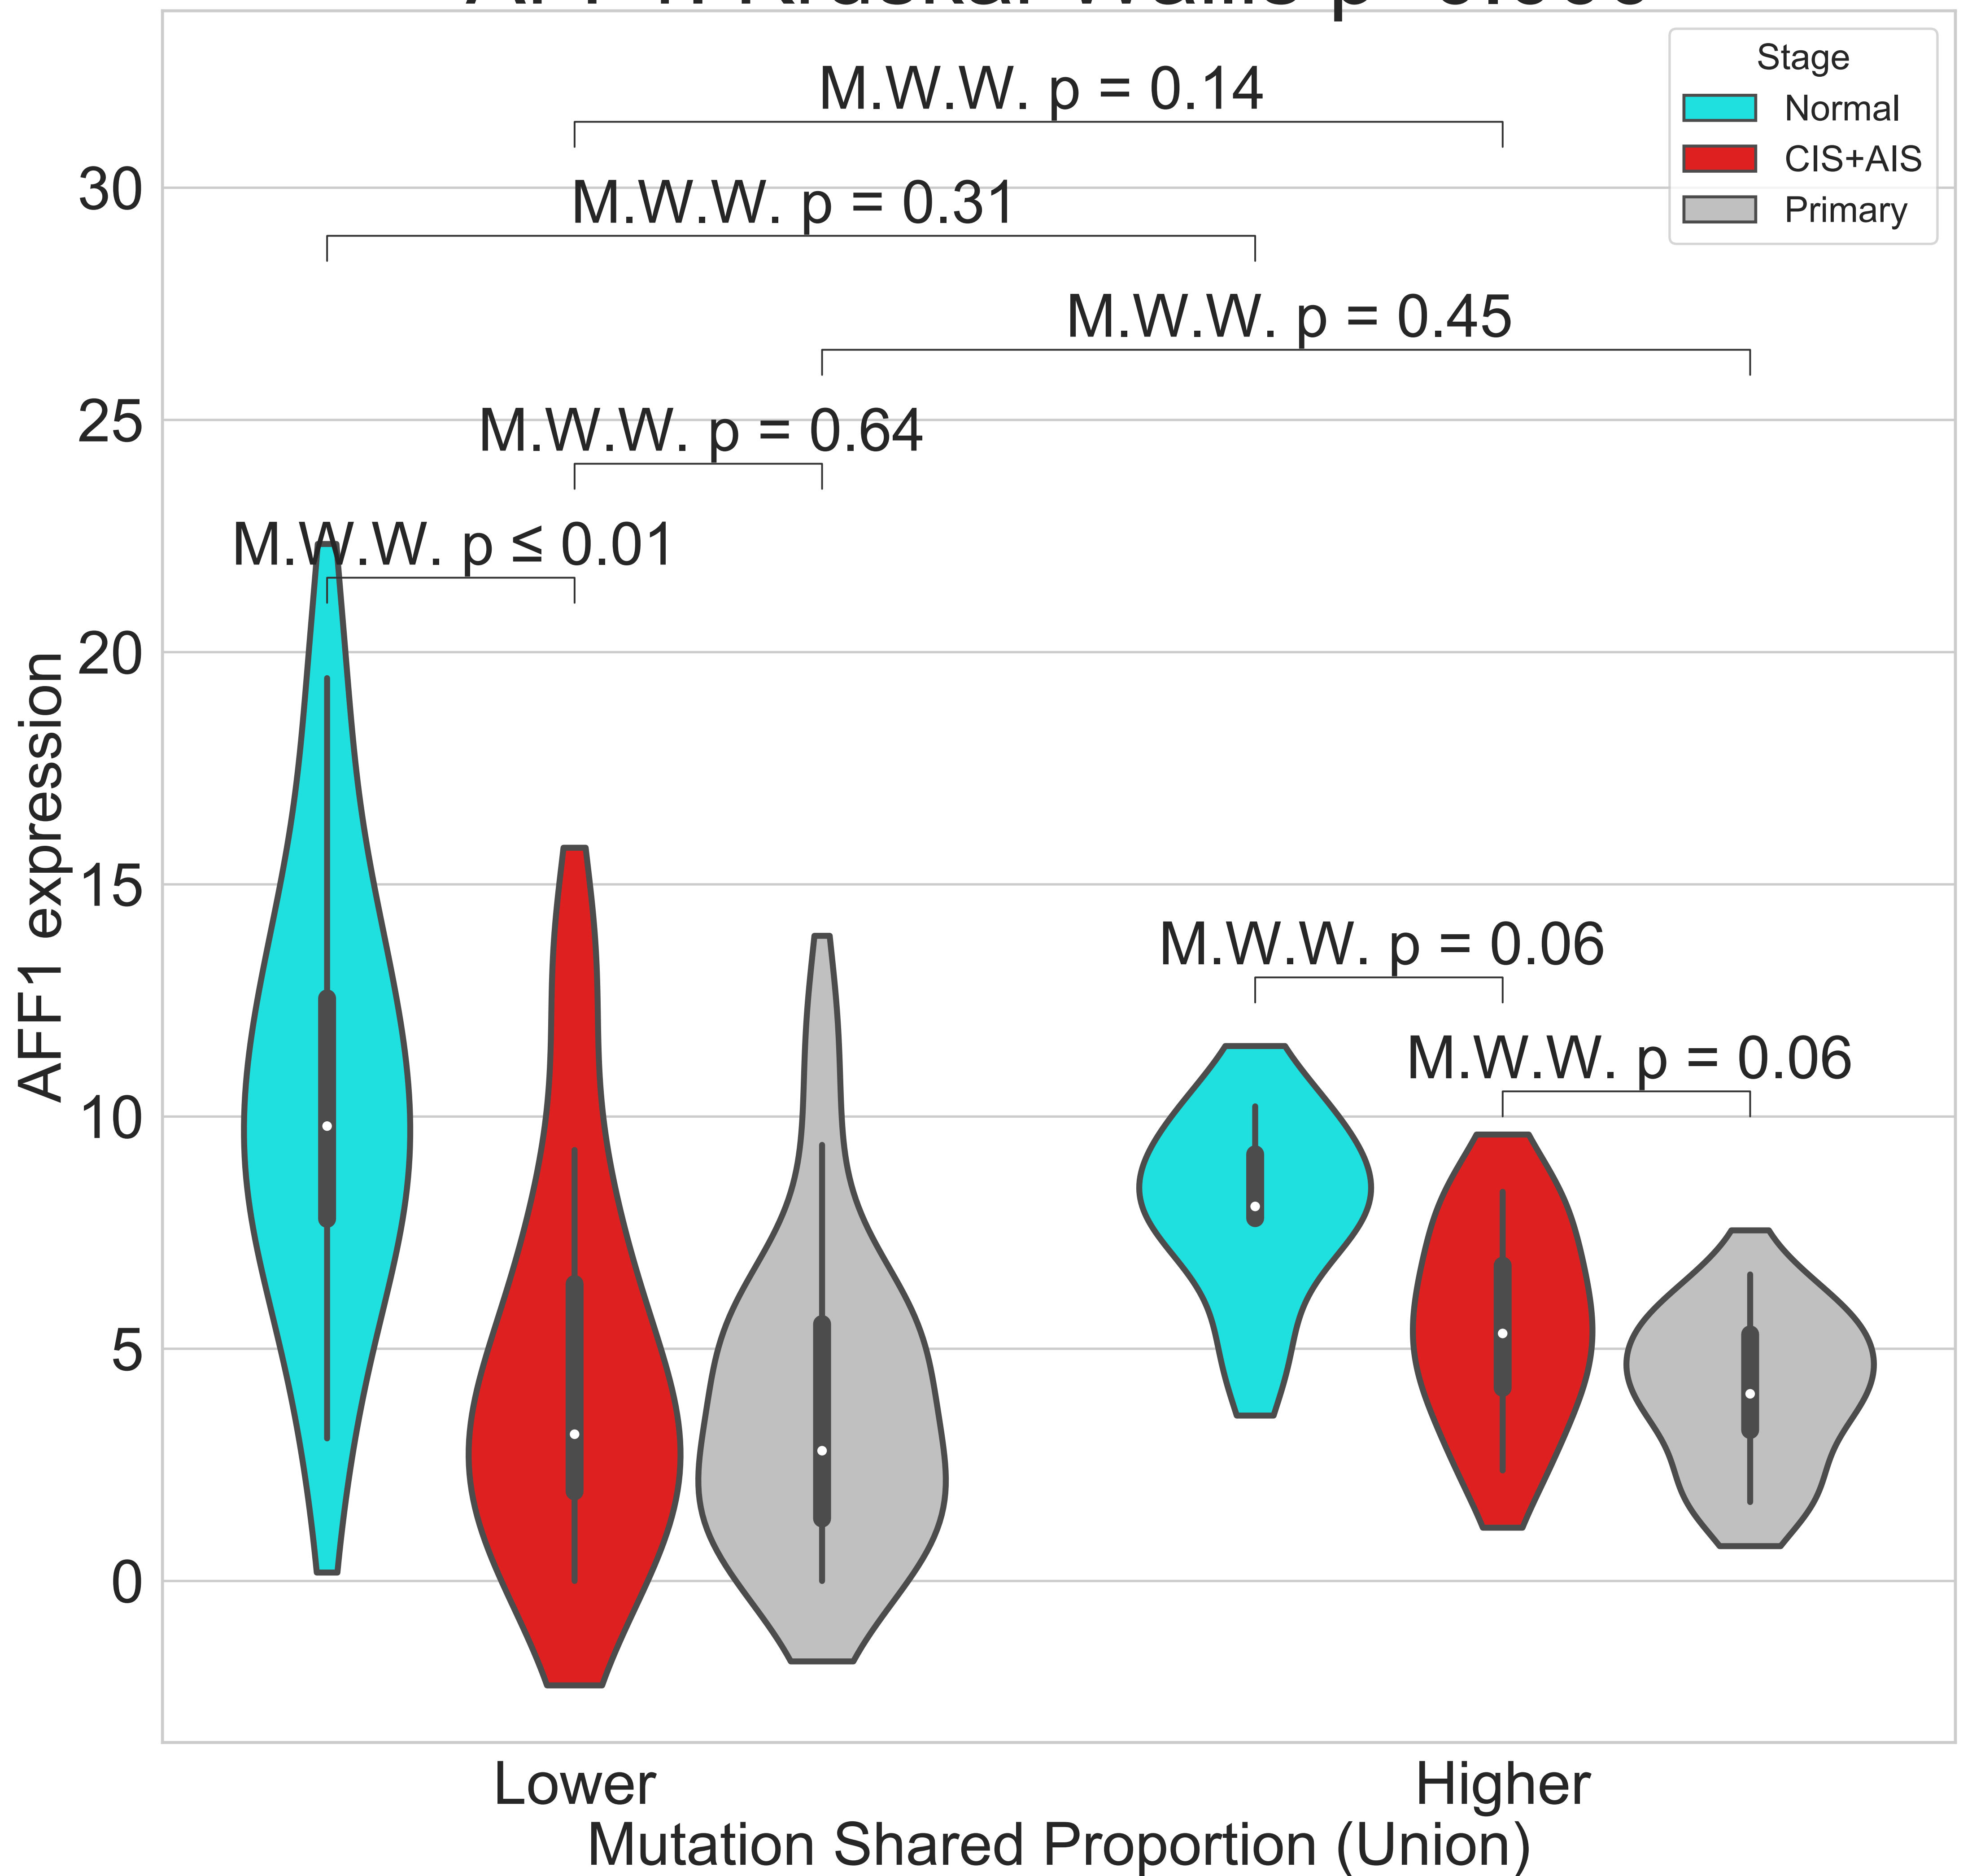 Stage
Normal
CIS+AIS
Primary
M.W.W. p = 0.14
M.W.W. p = 0.31
M.W.W. p = 0.45
M.W.W. p = 0.64
M.W.W. p ≤ 0.01
M.W.W. p = 0.06
M.W.W. p = 0.06
30
25
20
15
10
5
0
AFF1 expression
Lower
Higher
Mutation Shared Proportion (Union)